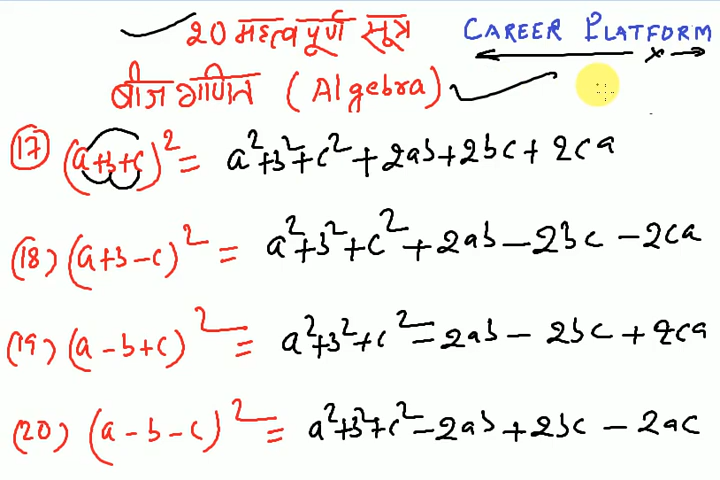 20 महत्वपूर्ण सूत्र CAREER PLATFORM
बीजगणित (Algebra)
(17) (a+b+c)² = a²+b²+c²+2ab+2bc+2ca
(18) (a+b-c)² = a²+b²+c²+2ab-2bc-2ca
(19) (a-b+c)² = a²+b²+c²=2ab-2bc+2ca
(20) (a-b-c)² = a²+b²+c²-2ab+2bc-2ac